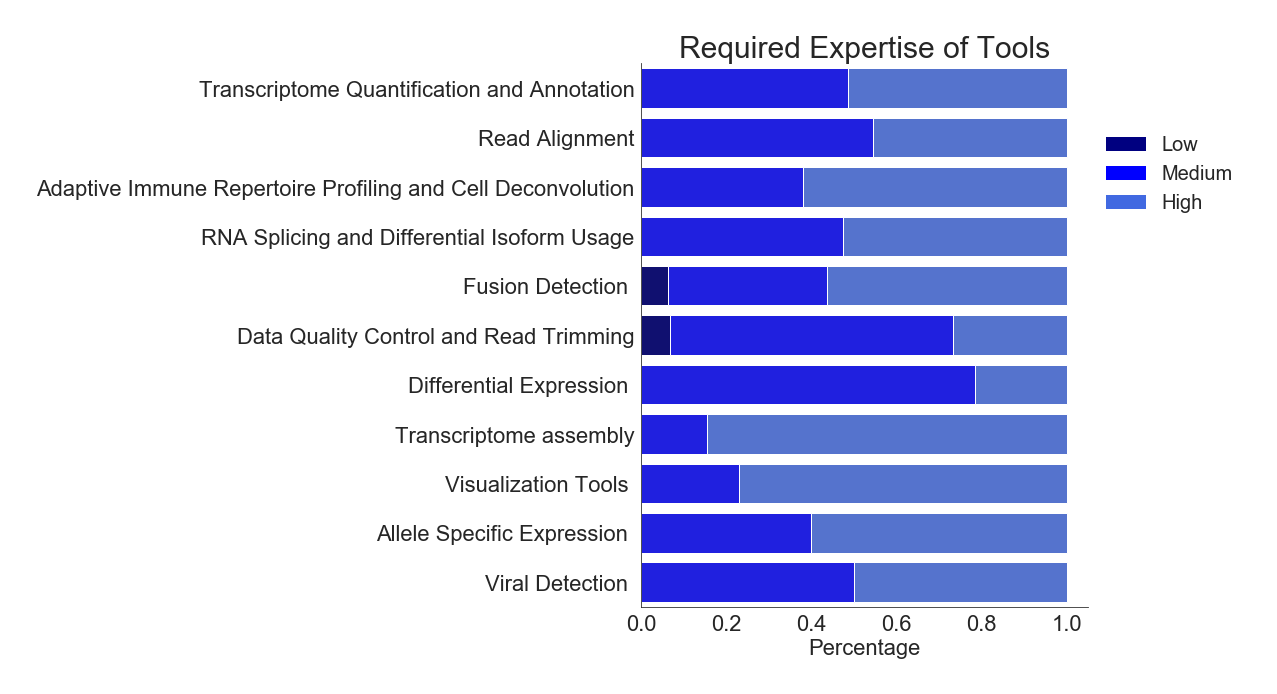 Required Expertise of Tools
Transcriptome Quantification and Annotation
Read Alignment
Adaptive Immune Repertoire Profiling and Cell Deconvolution
RNA Splicing and Differential Isoform Usage
Fusion Detection
Data Quality Control and Read Trimming
Differential Expression
Transcriptome assembly
Visualization Tools
Allele Specific Expression
Viral Detection
0.0 0.2 0.4 0.6 0.8 1.0
Percentage
Low
Medium
High